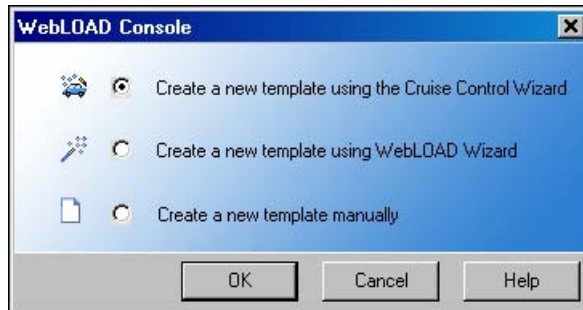 WebLOAD Console
Create a new template using the Cruise Control Wizard
Create a new template using WebLOAD Wizard
Create a new template manually
OK Cancel Help